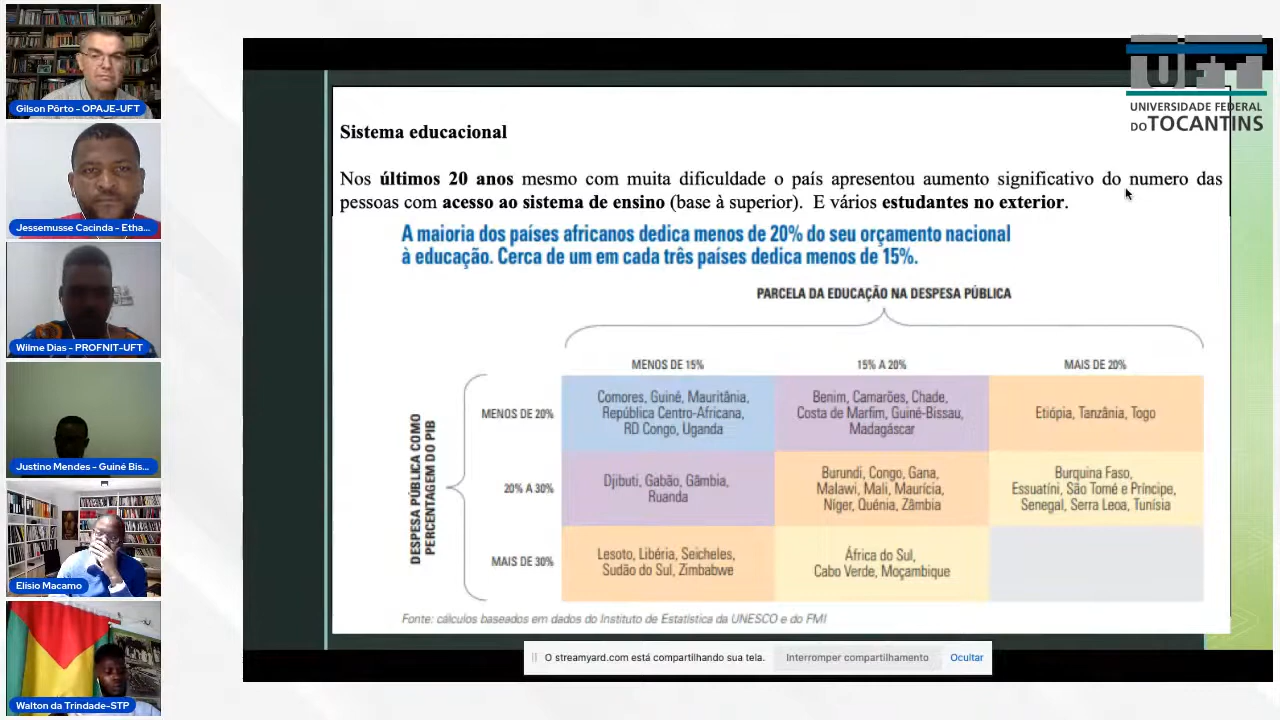 Gilson Pôrto - OPAJE-UFT
Jessemusse Cacinda - Etha...
Wilme Dias - PROFNIT-UFT
Justino Mendes - Guiné Bis...
Elísio Macamo
Walton da Trindade-STP
UFT
UNIVERSIDADE FEDERAL
DO TOCANTINS
Sistema educacional
Nos últimos 20 anos mesmo com muita dificuldade o país apresentou aumento significativo do numero das
pessoas com acesso ao sistema de ensino (base à superior). E vários estudantes no exterior.
A maioria dos países africanos dedica menos de 20% do seu orçamento nacional
à educação. Cerca de um em cada três países dedica menos de 15%.
PARCELA DA EDUCAÇÃO NA DESPESA PÚBLICA
MENOS DE 15%
15% A 20%
MAIS DE 20%
DESPESA PÚBLICA COMO
PERCENTAGEM DO PIB
MENOS DE 20%
Comores, Guiné, Mauritânia,
República Centro-Africana,
RD Congo, Uganda
Benim, Camarões, Chade,
Costa de Marfim, Guiné-Bissau,
Madagáscar
Etiópia, Tanzânia, Togo
20% A 30%
Djibuti, Gabão, Gâmbia,
Ruanda
Burundi, Congo, Gana,
Malawi, Mali, Maurícia,
Níger, Quénia, Zâmbia
Burquina Faso,
Essuatíni, São Tomé e Príncipe,
Senegal, Serra Leoa, Tunísia
MAIS DE 30%
Lesoto, Libéria, Seicheles,
Sudão do Sul, Zimbabwe
África do Sul,
Cabo Verde, Moçambique
Fonte: cálculos baseados em dados do Instituto de Estatística da UNESCO e do FMI
O streamyard.com está compartilhando sua tela.
Interromper compartilhamento
Ocultar